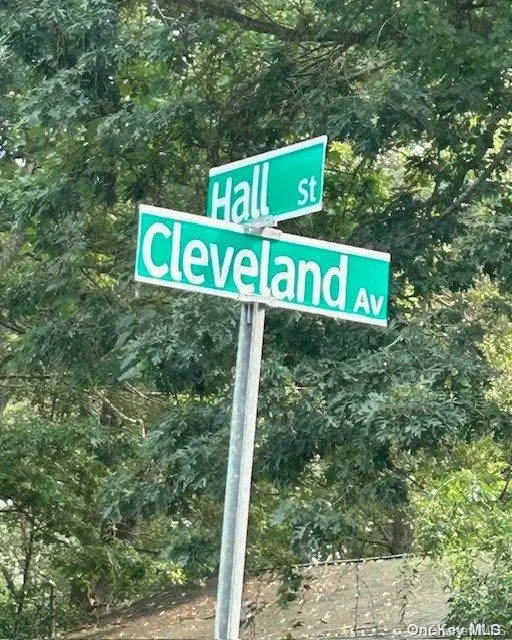 Hall St
Cleveland Av
OneKey MLS